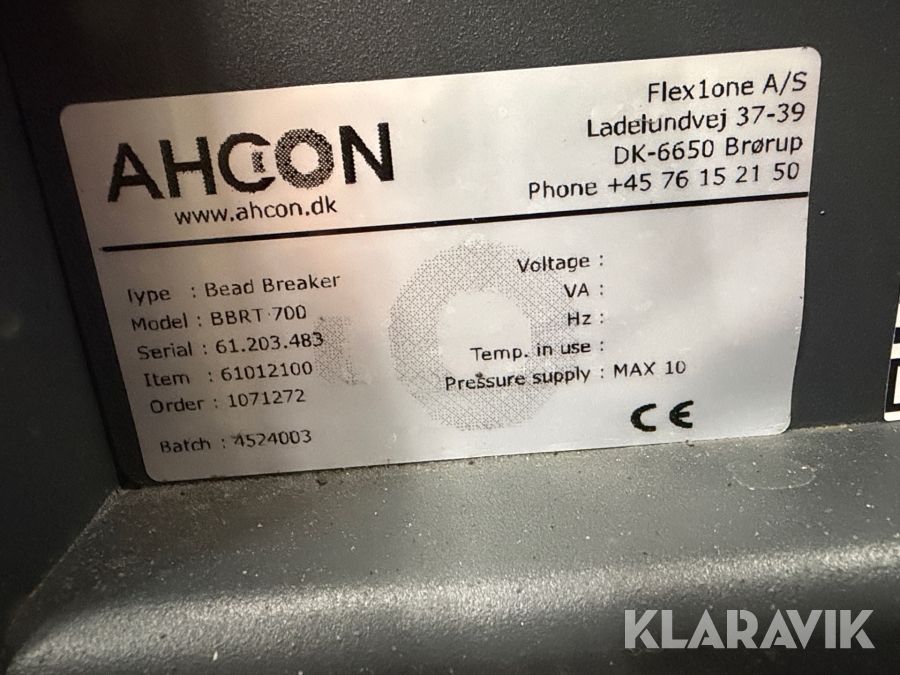 AHCON
www.ahcon.dk
Flex1one A/S
Ladelundvej 37-39
DK-6650 Brørup
Phone +45 76 15 21 50
Type : Bead Breaker
Model : BBRT 700
Serial : 61.203.483
Item : 61012100
Order : 1071272
Batch : 4524003
Voltage :
VA :
Hz :
Temp. in use :
Pressure supply : MAX 10
CE
KLARAVIK